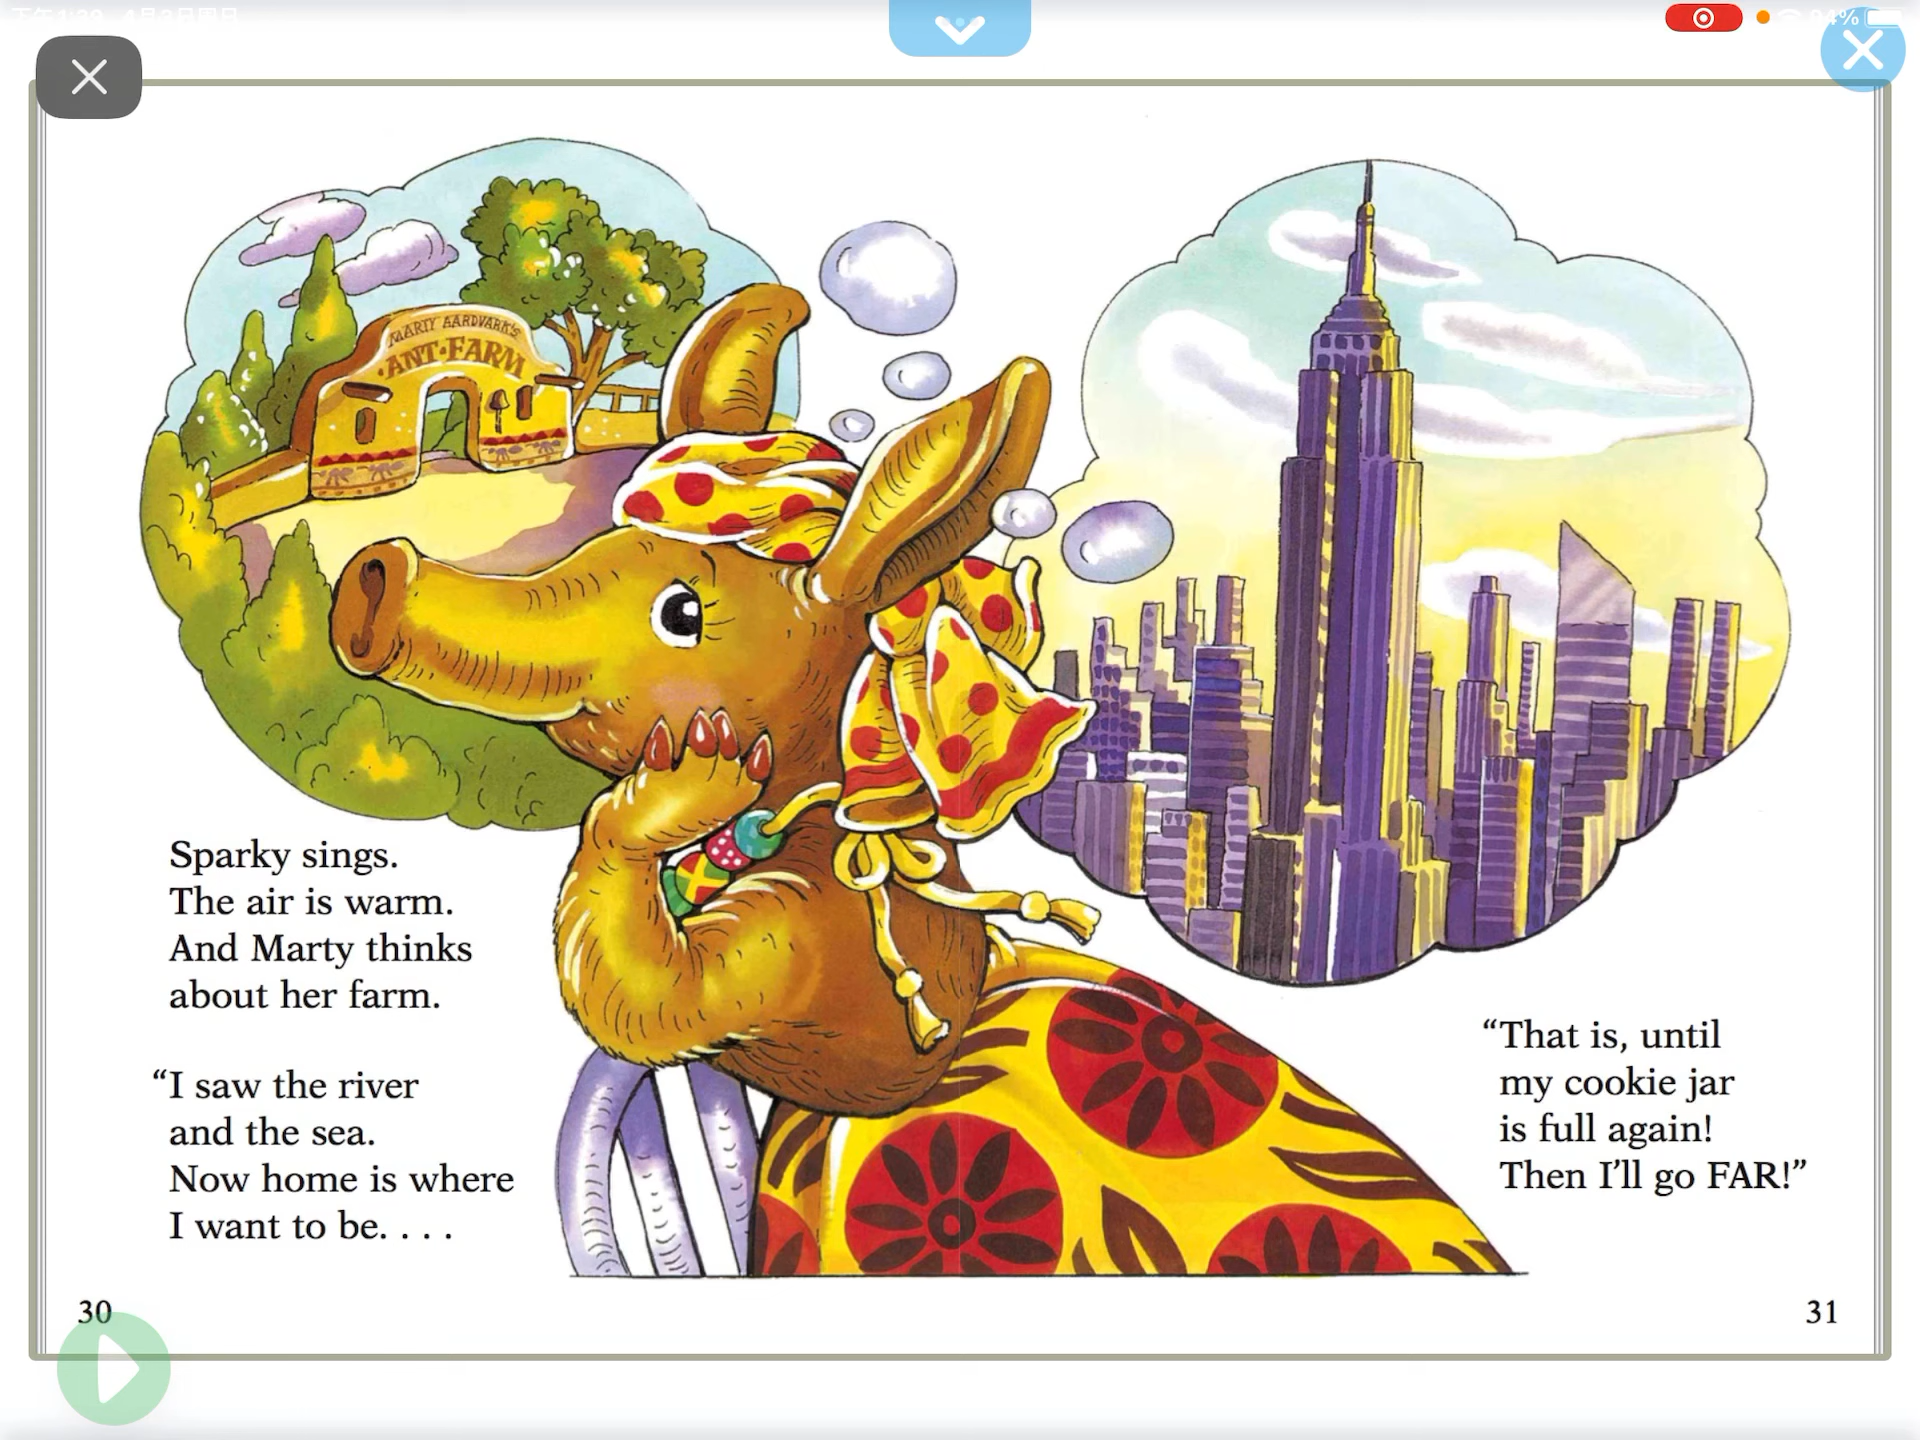 MARTY AARDVARK'S
ANT·FARM
Sparky sings.
The air is warm.
And Marty thinks
about her farm.
“I saw the river
and the sea.
Now home is where
I want to be. . . .
“That is, until
my cookie jar
is full again!
Then I’ll go FAR!”
30
31